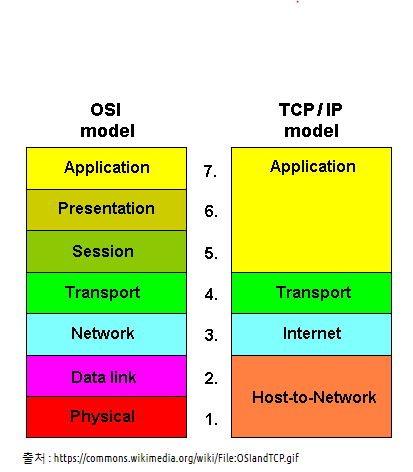 OSI model
TCP / IP model
Application 7. Application
Presentation 6.
Session 5.
Transport 4. Transport
Network 3. Internet
Data link 2.
Host-to-Network
Physical 1.
출처 : https://commons.wikimedia.org/wiki/File:OSIandTCP.gif